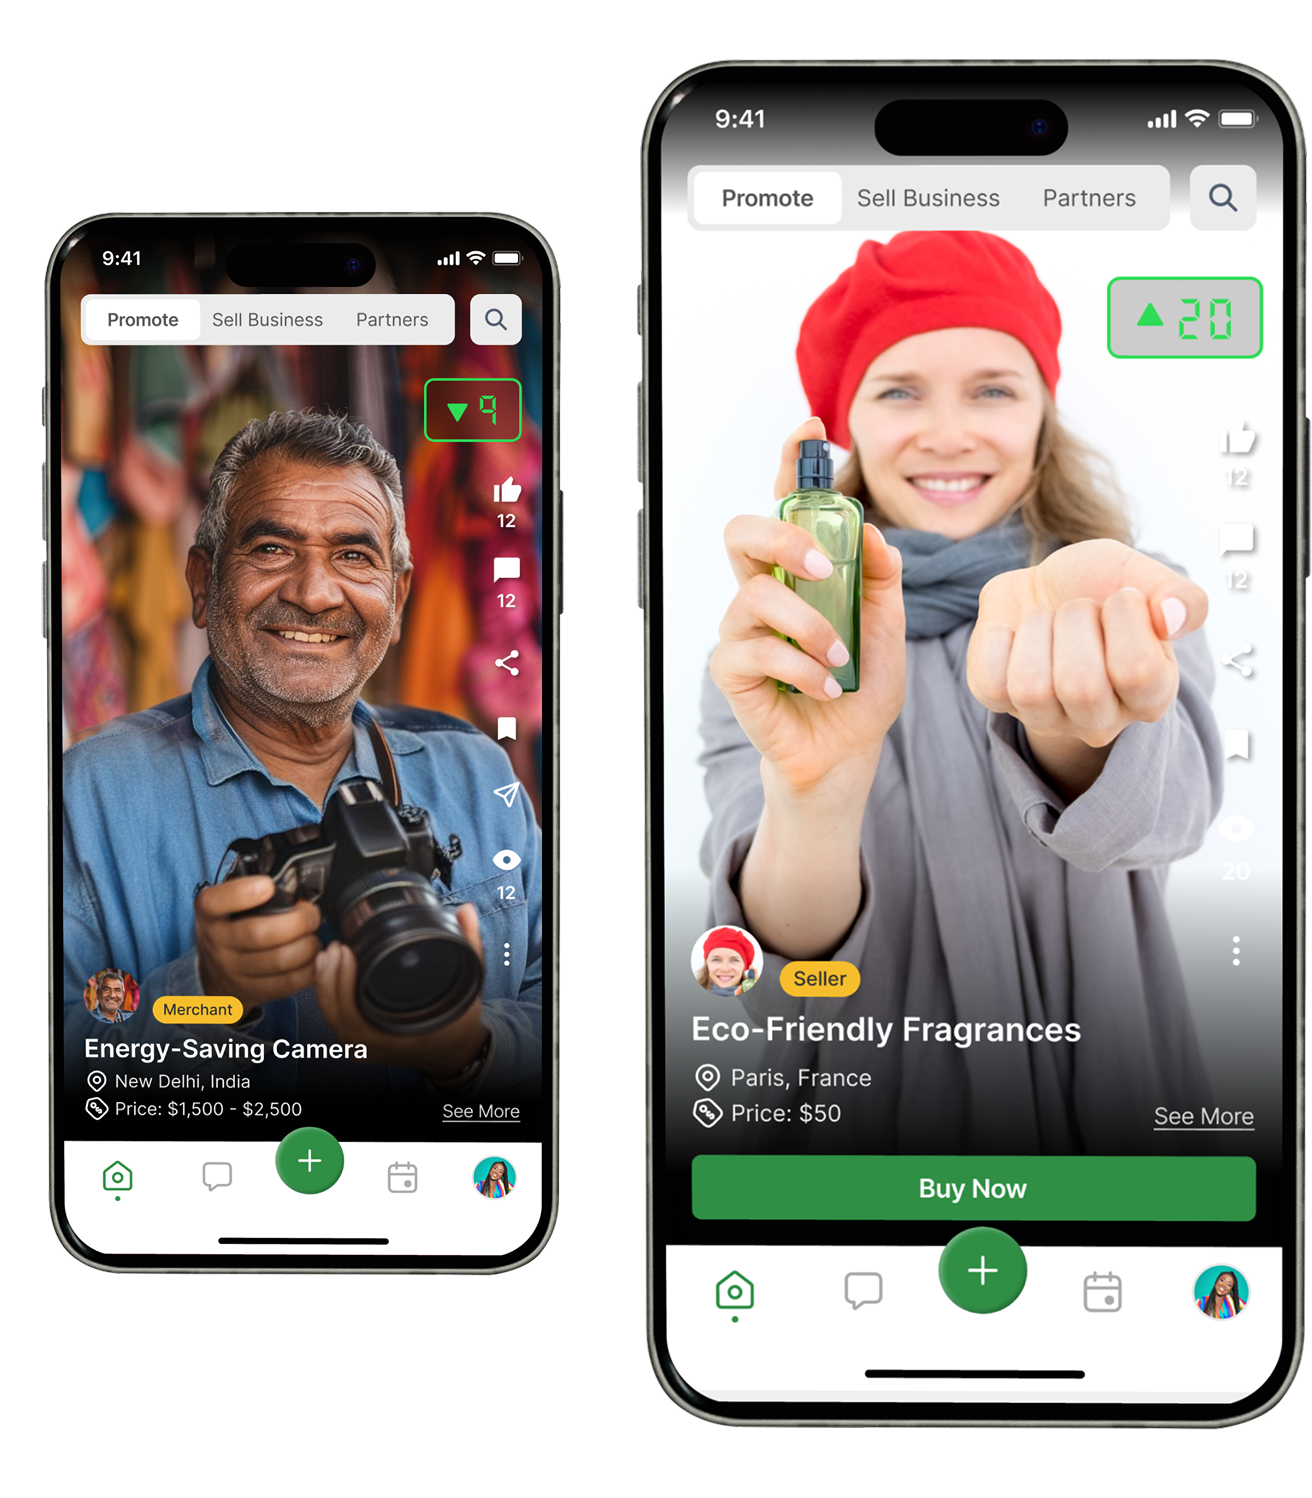 9:41
Promote Sell Business Partners
9
12
12
12
Merchant
Energy-Saving Camera
New Delhi, India
Price: $1,500 - $2,500
See More
9:41
Promote Sell Business Partners
20
12
12
20
Seller
Eco-Friendly Fragrances
Paris, France
Price: $50
See More
Buy Now